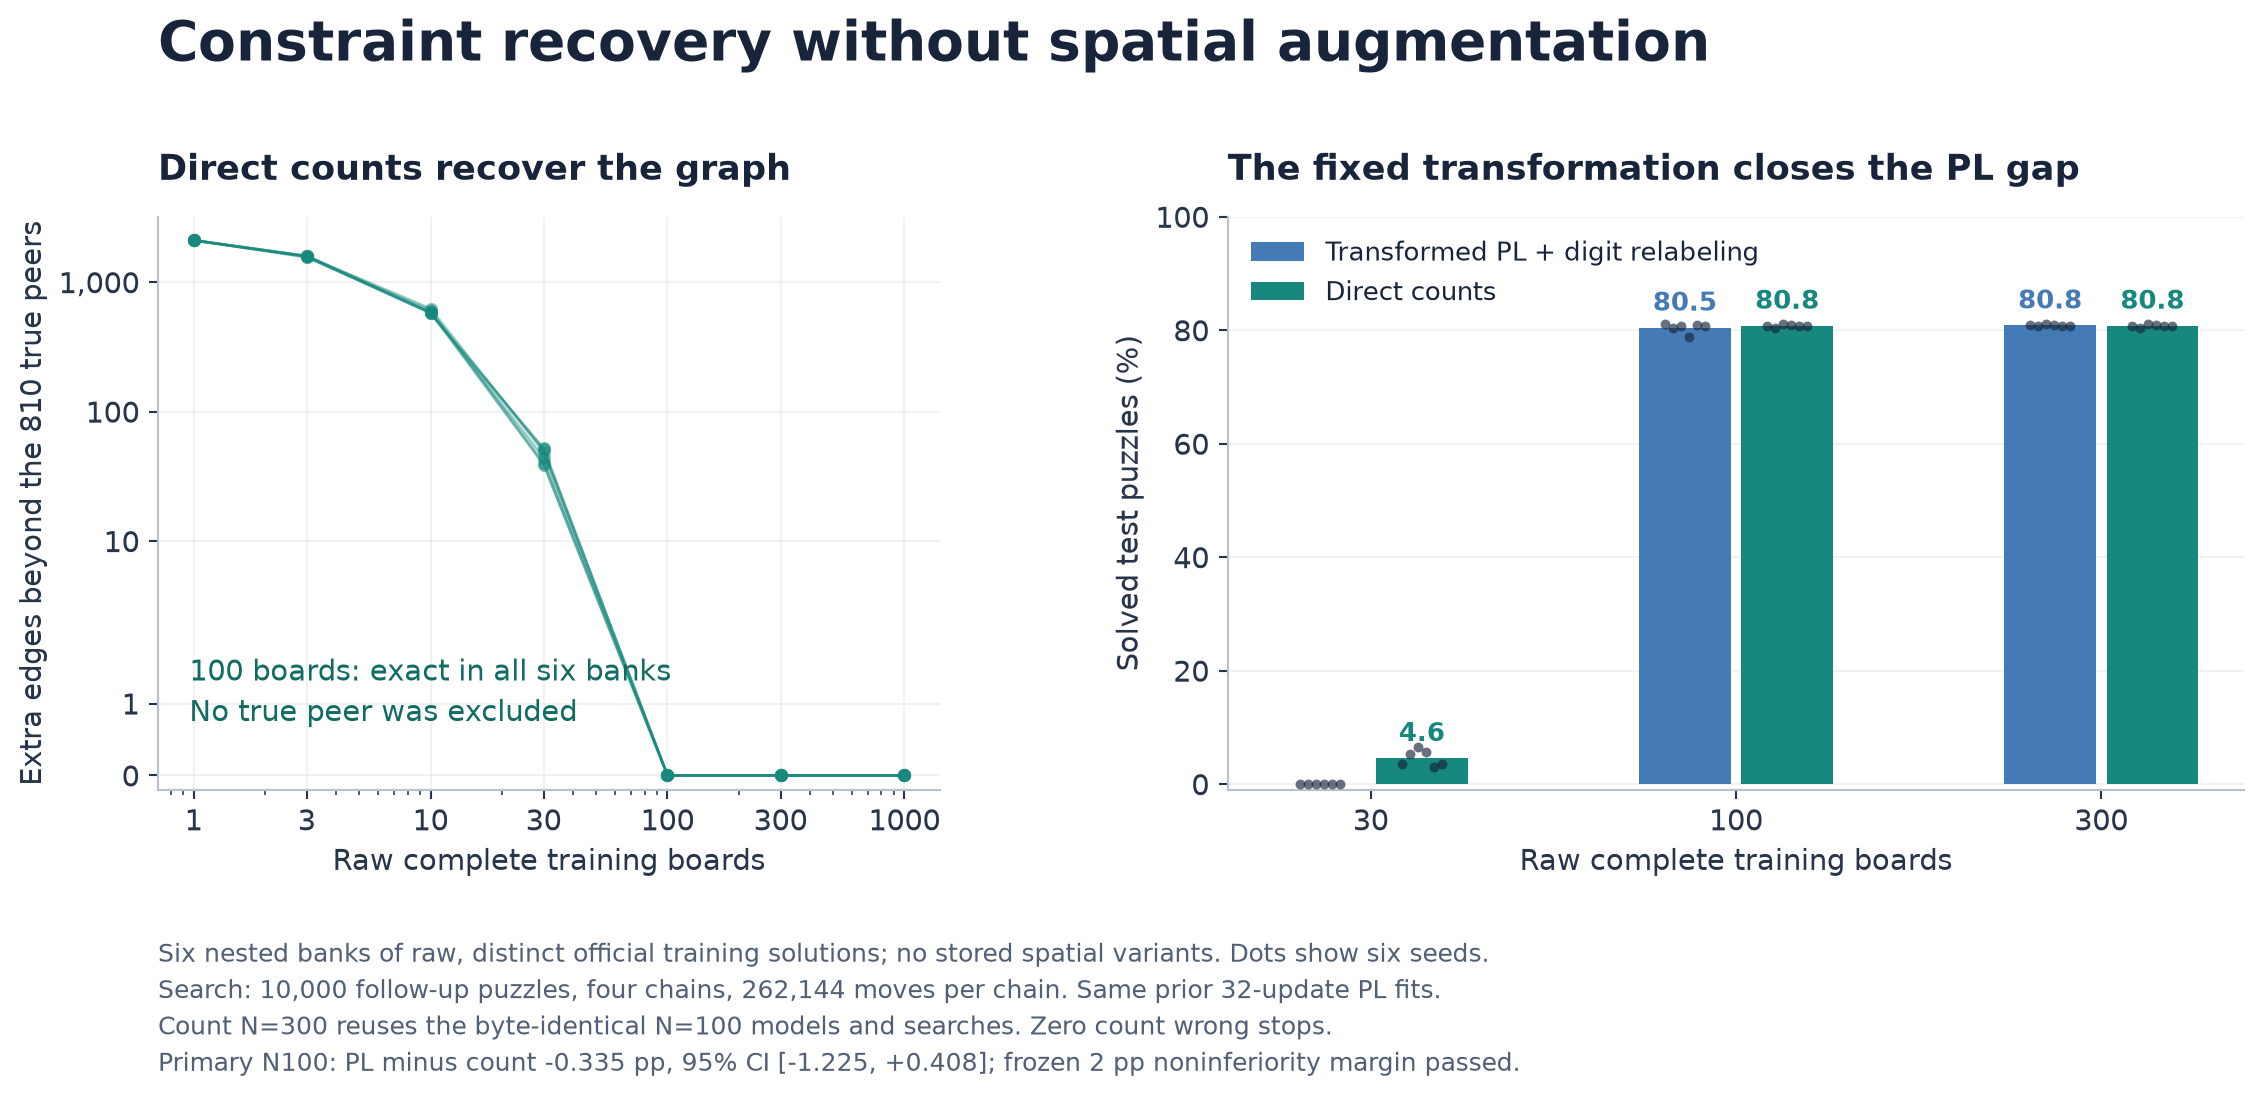 Constraint recovery without spatial augmentation
Direct counts recover the graph
Extra edges beyond the 810 true peers
1,000
100
10
1
0
100 boards: exact in all six banks
No true peer was excluded
1 3 10 30 100 300 1000
Raw complete training boards
The fixed transformation closes the PL gap
Solved test puzzles (%)
100
80
60
40
20
0
Transformed PL + digit relabeling
Direct counts
4.6
80.5 80.8
80.8 80.8
30 100 300
Raw complete training boards
Six nested banks of raw, distinct official training solutions; no stored spatial variants. Dots show six seeds.
Search: 10,000 follow-up puzzles, four chains, 262,144 moves per chain. Same prior 32-update PL fits.
Count N=300 reuses the byte-identical N=100 models and searches. Zero count wrong stops.
Primary N100: PL minus count -0.335 pp, 95% CI [-1.225, +0.408]; frozen 2 pp noninferiority margin passed.